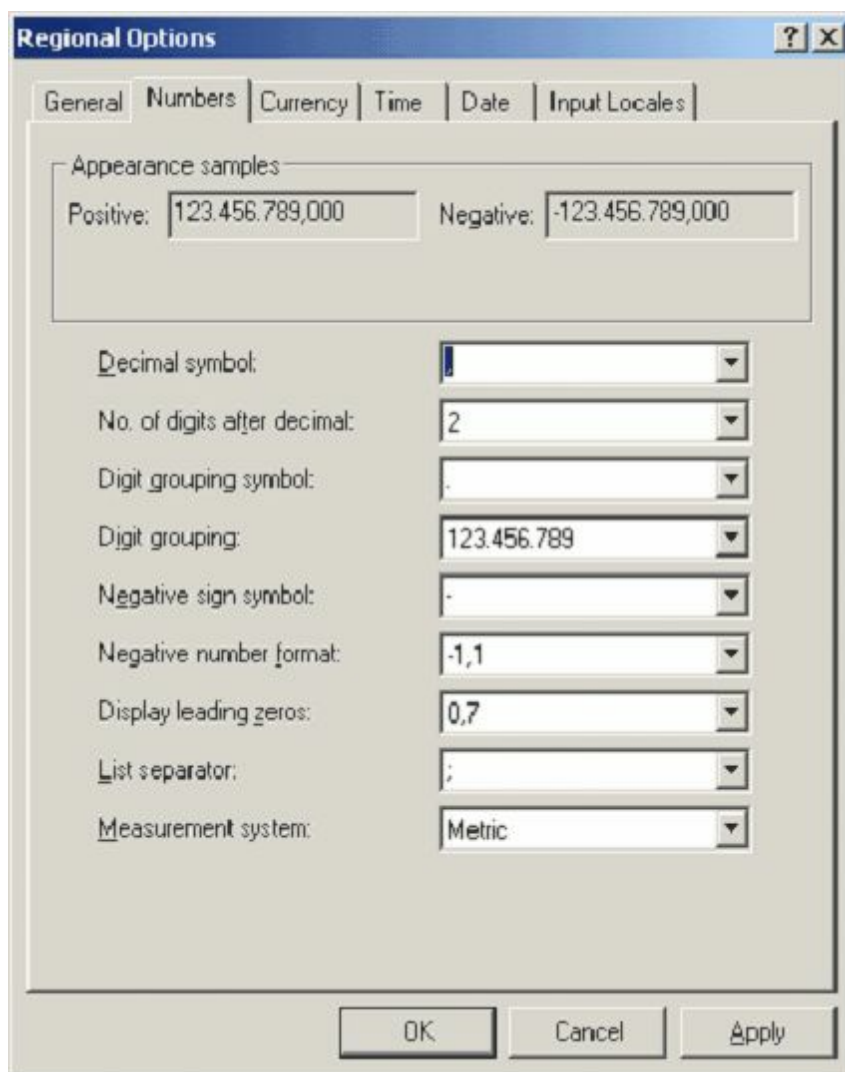 Regional Options
General Numbers Currency Time Date Input Locales
Appearance samples
Positive: 123.456.789,000 Negative: -123.456.789,000
Decimal symbol: ,
No. of digits after decimal: 2
Digit grouping symbol: .
Digit grouping: 123.456.789
Negative sign symbol: -
Negative number format: -1,1
Display leading zeros: 0,7
List separator: ;
Measurement system: Metric
OK Cancel Apply